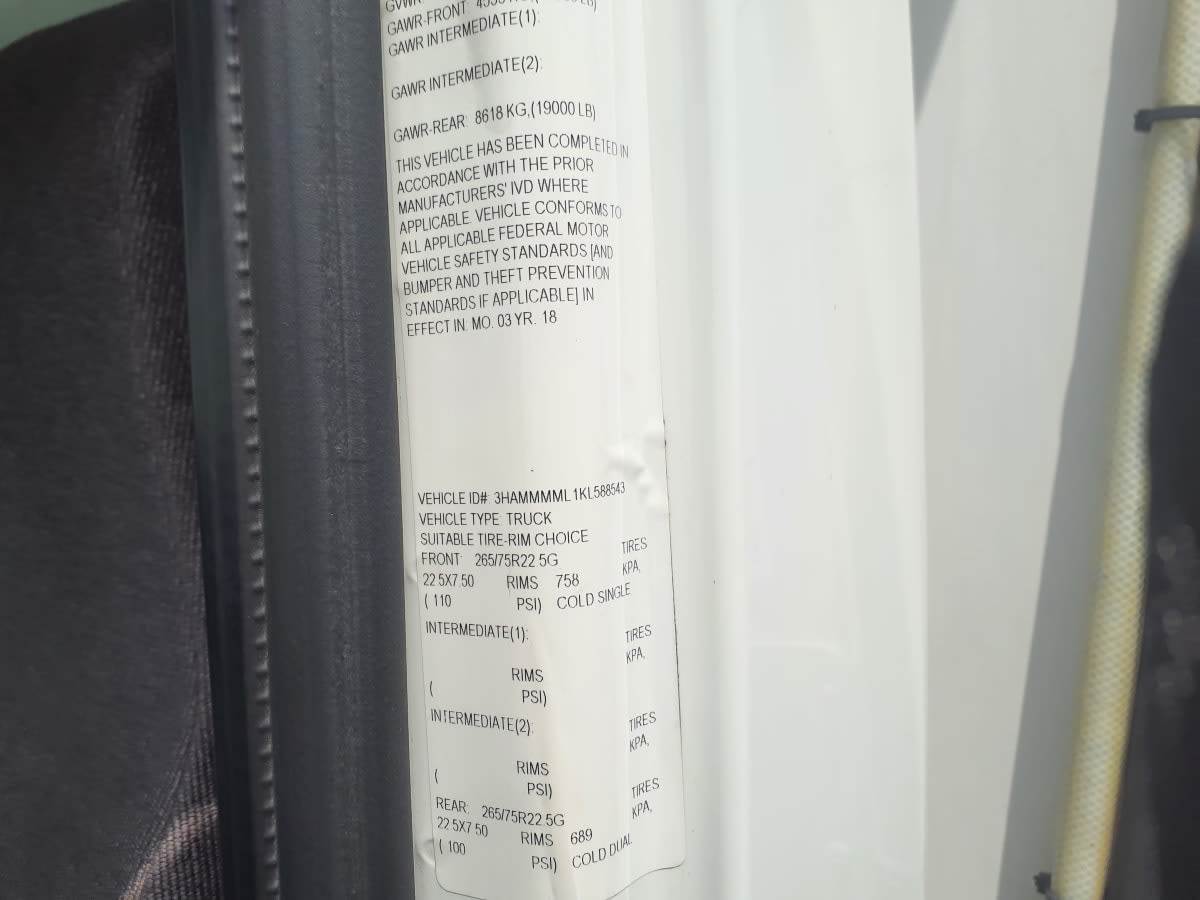 GVWR
GAWR-FRONT:
GAWR INTERMEDIATE(1):
GAWR INTERMEDIATE(2):
GAWR-REAR: 8618 KG,(19000 LB)
THIS VEHICLE HAS BEEN COMPLETED IN
ACCORDANCE WITH THE PRIOR
MANUFACTURERS' IVD WHERE
APPLICABLE. VEHICLE CONFORMS TO
ALL APPLICABLE FEDERAL MOTOR
VEHICLE SAFETY STANDARDS [AND
BUMPER AND THEFT PREVENTION
STANDARDS IF APPLICABLE] IN
EFFECT IN: MO. 03 YR. 18
VEHICLE ID#: 3HAMMMML1KL588543
VEHICLE TYPE: TRUCK
SUITABLE TIRE-RIM CHOICE
FRONT: 265/75R22.5G TIRES
22.5X7.50 RIMS 758 KPA,
( 110 PSI) COLD SINGLE
INTERMEDIATE(1): TIRES
RIMS KPA,
( PSI)
INTERMEDIATE(2): TIRES
RIMS KPA,
( PSI)
REAR: 265/75R22.5G TIRES
22.5X7.50 RIMS 689 KPA,
( 100 PSI) COLD DUAL